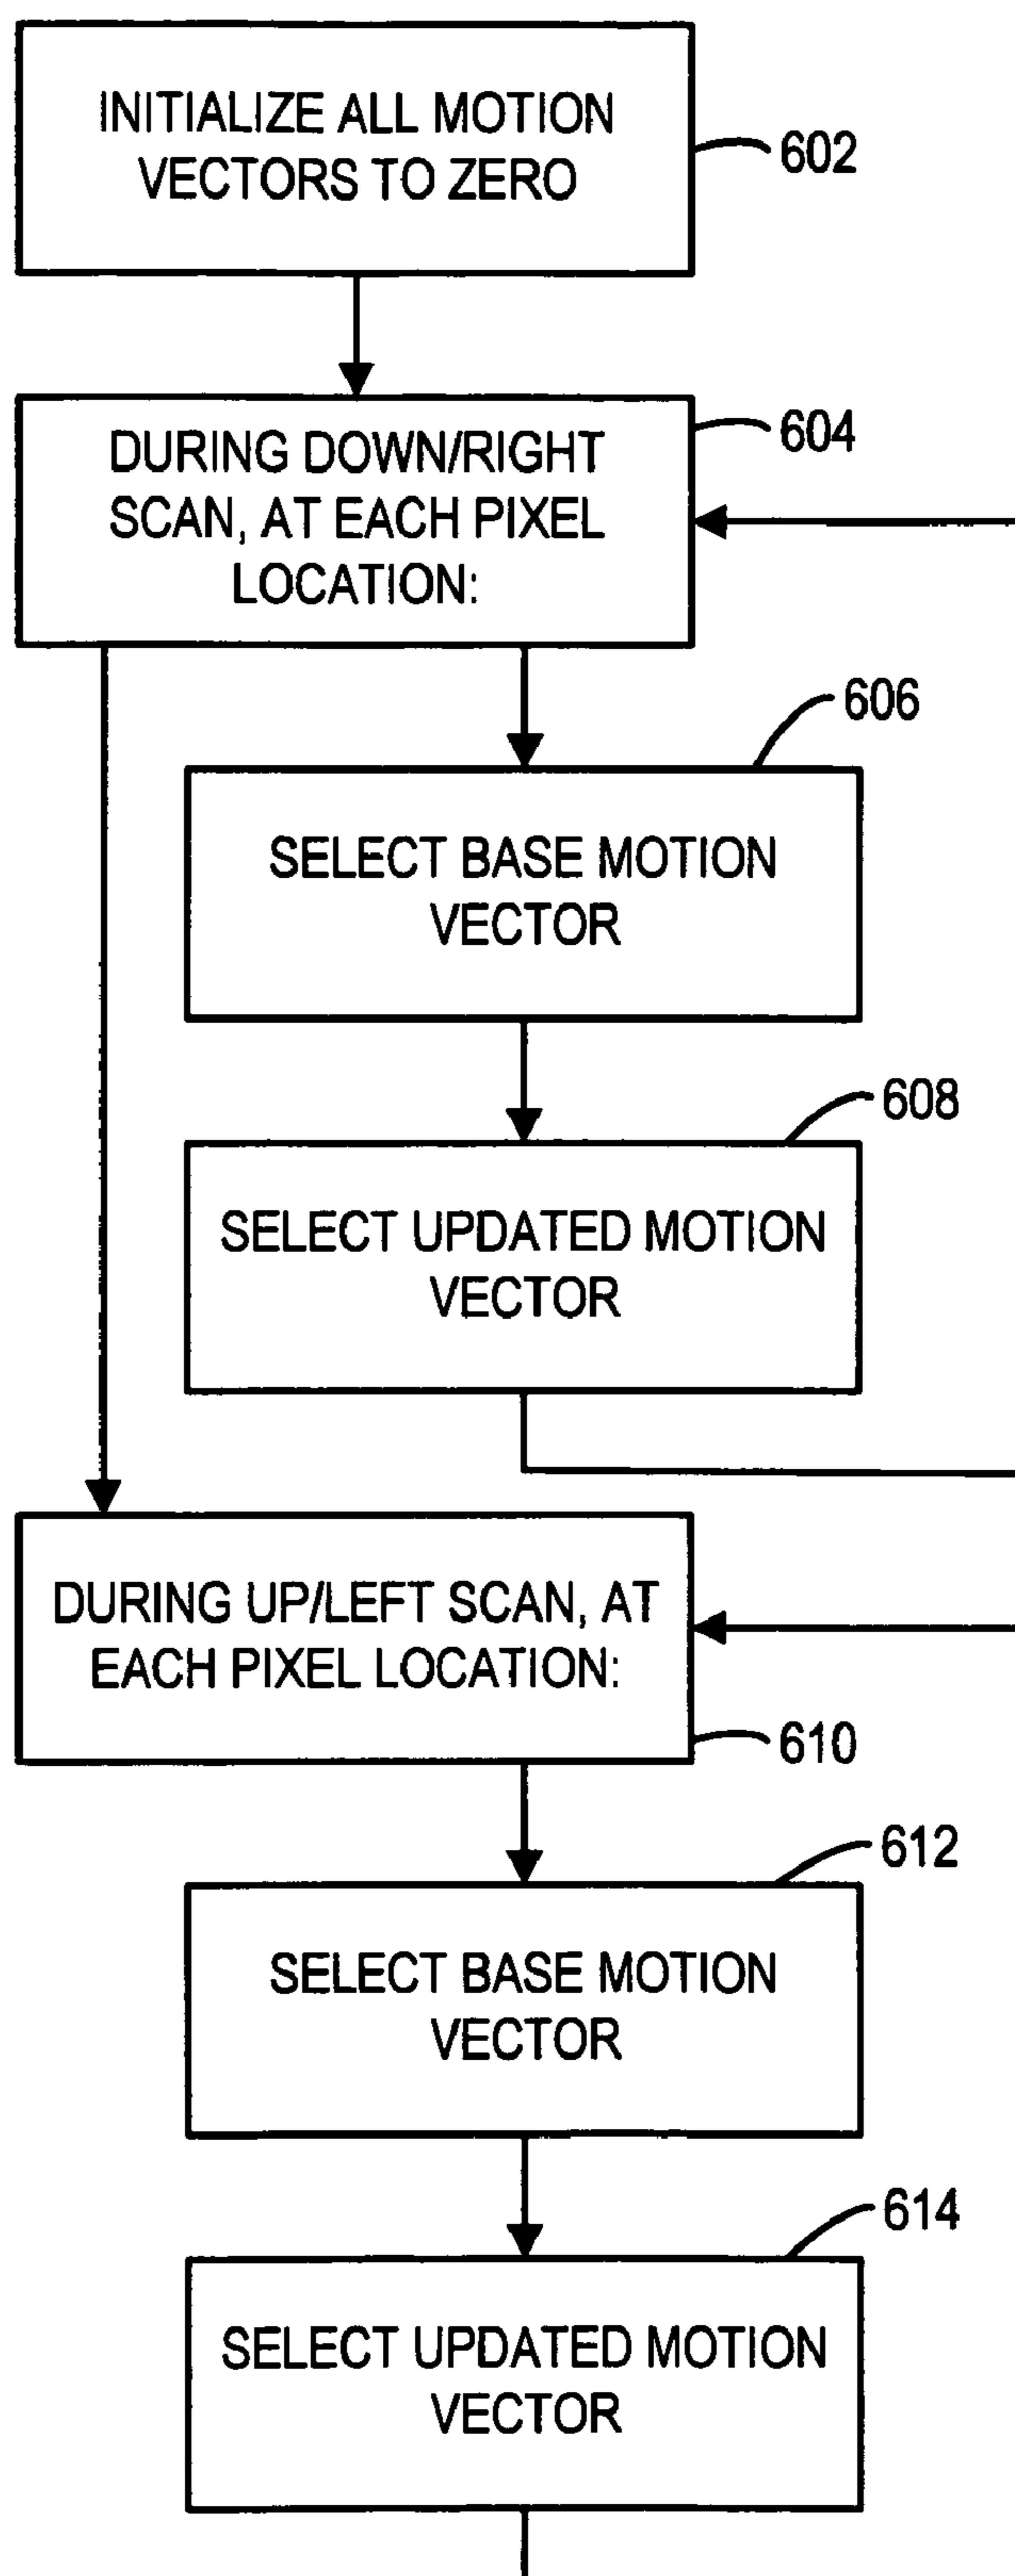 INITIALIZE ALL MOTION
VECTORS TO ZERO
602
DURING DOWN/RIGHT
SCAN, AT EACH PIXEL
LOCATION:
604
606
SELECT BASE MOTION
VECTOR
608
SELECT UPDATED MOTION
VECTOR
DURING UP/LEFT SCAN, AT
EACH PIXEL LOCATION:
610
612
SELECT BASE MOTION
VECTOR
614
SELECT UPDATED MOTION
VECTOR